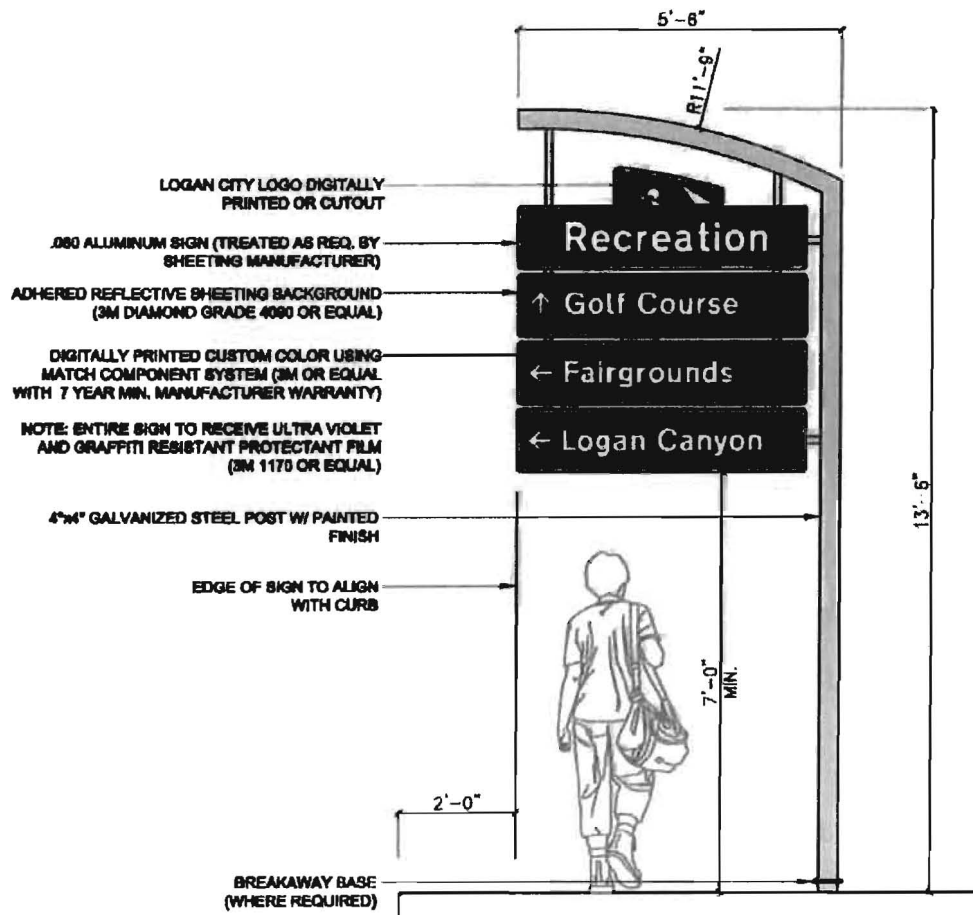 5'-6"
R11'-9"
LOGAN CITY LOGO DIGITALLY
PRINTED OR CUTOUT
.080 ALUMINUM SIGN (TREATED AS REQ. BY
SHEETING MANUFACTURER)
ADHERED REFLECTIVE SHEETING BACKGROUND
(3M DIAMOND GRADE 4090 OR EQUAL)
DIGITALLY PRINTED CUSTOM COLOR USING
MATCH COMPONENT SYSTEM (3M OR EQUAL
WITH 7 YEAR MIN. MANUFACTURER WARRANTY)
NOTE: ENTIRE SIGN TO RECEIVE ULTRA VIOLET
AND GRAFFITI RESISTANT PROTECTANT FILM
(3M 1170 OR EQUAL)
4"x4" GALVANIZED STEEL POST W/ PAINTED
FINISH
EDGE OF SIGN TO ALIGN
WITH CURB
2'-0"
BREAKAWAY BASE
(WHERE REQUIRED)
Recreation
↑ Golf Course
← Fairgrounds
← Logan Canyon
7'-0"
MIN.
13'-6"